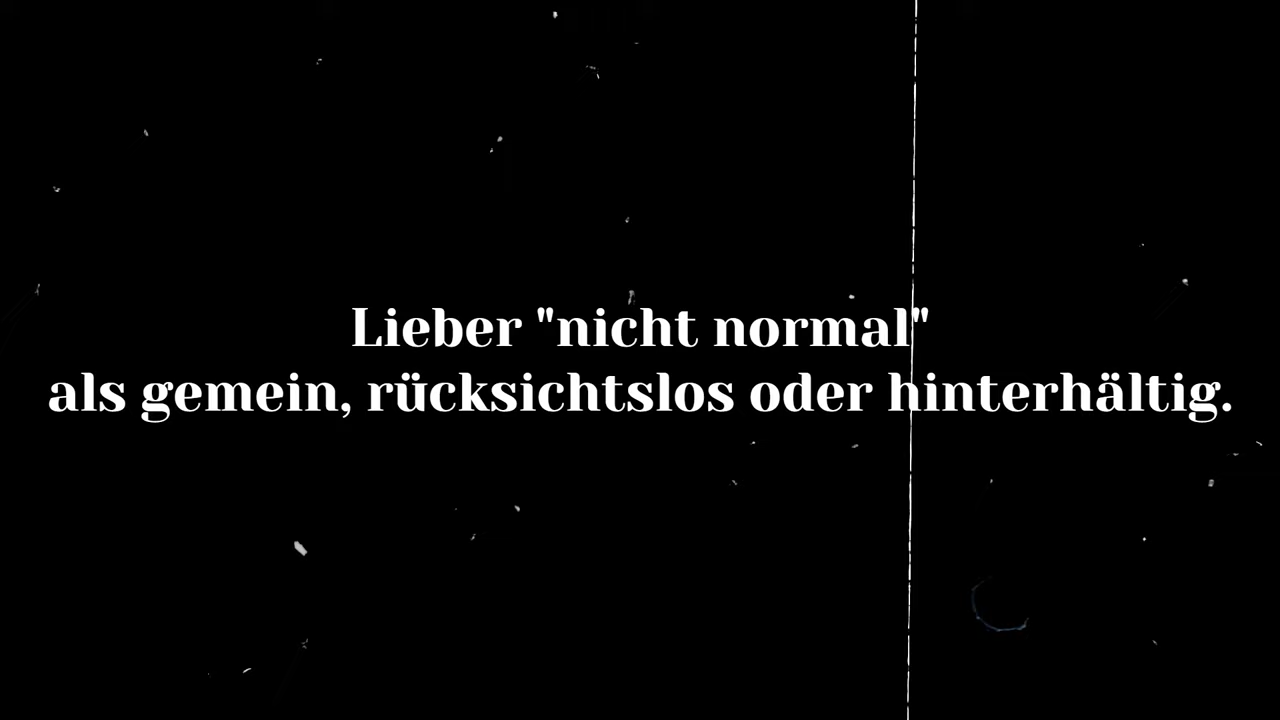 Lieber "nicht normal"
als gemein, rücksichtslos oder hinterhältig.